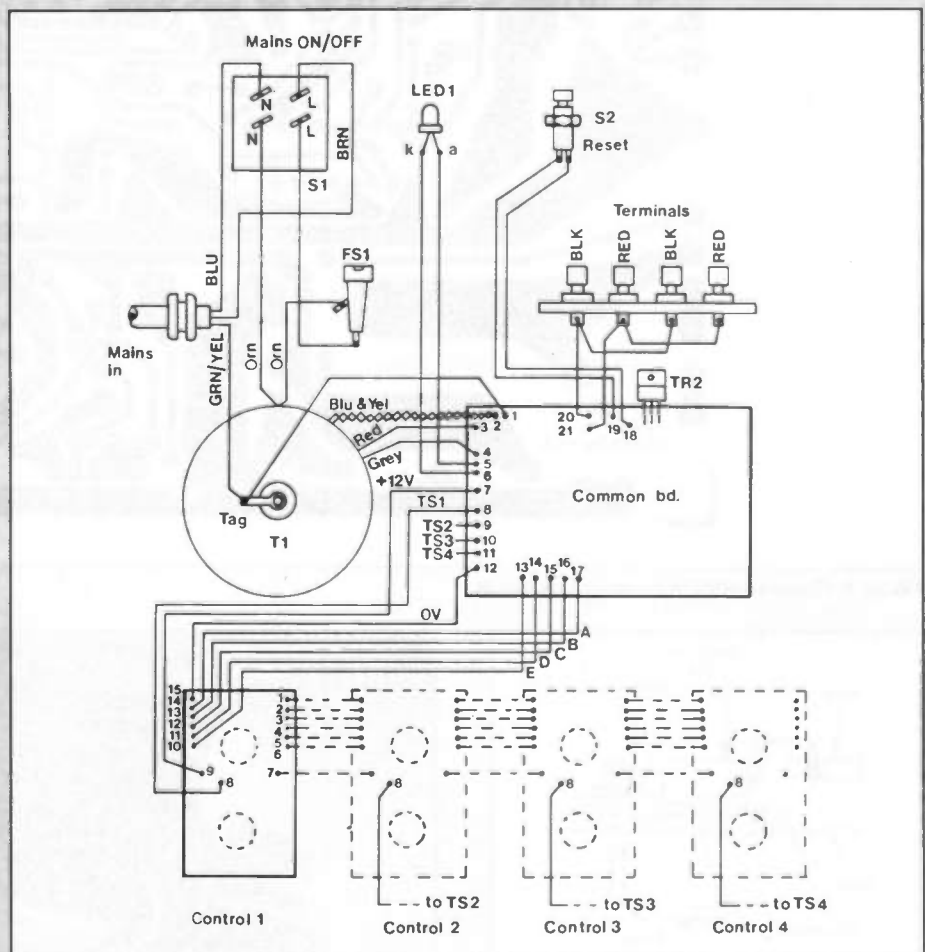 Mains ON/OFF
N
L
N
L
BRN
S1
LED1
k
a
S2
Reset
Terminals
BLK
RED
BLK
RED
BLU
FS1
Mains
in
GRN/YEL
Orn
Orn
TR2
Blu & Yel
1
2
3
Red
Grey
4
5
6
+12V
7
TS1
8
TS2
9
TS3
10
TS4
11
12
20
21
19
18
Common bd.
13
14
15
16
17
Tag
T1
0V
A
B
C
D
E
15
14
13
12
11
10
9
8
1
2
3
4
5
6
7
8
8
8
to TS2
to TS3
to TS4
Control 1
Control 2
Control 3
Control 4